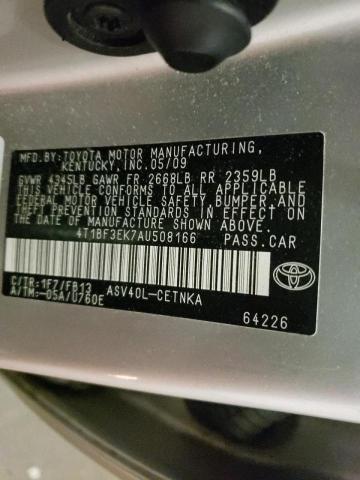 MFD.BY:TOYOTA MOTOR MANUFACTURING,
KENTUCKY, INC.05/09
GVWR 4345LB GAWR FR 2668LB RR 2359LB
THIS VEHICLE CONFORMS TO ALL APPLICABLE
FEDERAL MOTOR VEHICLE SAFETY, BUMPER, AND
THEFT PREVENTION STANDARDS IN EFFECT ON
THE DATE OF MANUFACTURE SHOWN ABOVE.
4T1BF3EK7AU508166 PASS.CAR
C/TR:1F7/FB13 ASV40L-CETNKA
A/TM:-05A/U760E
64226